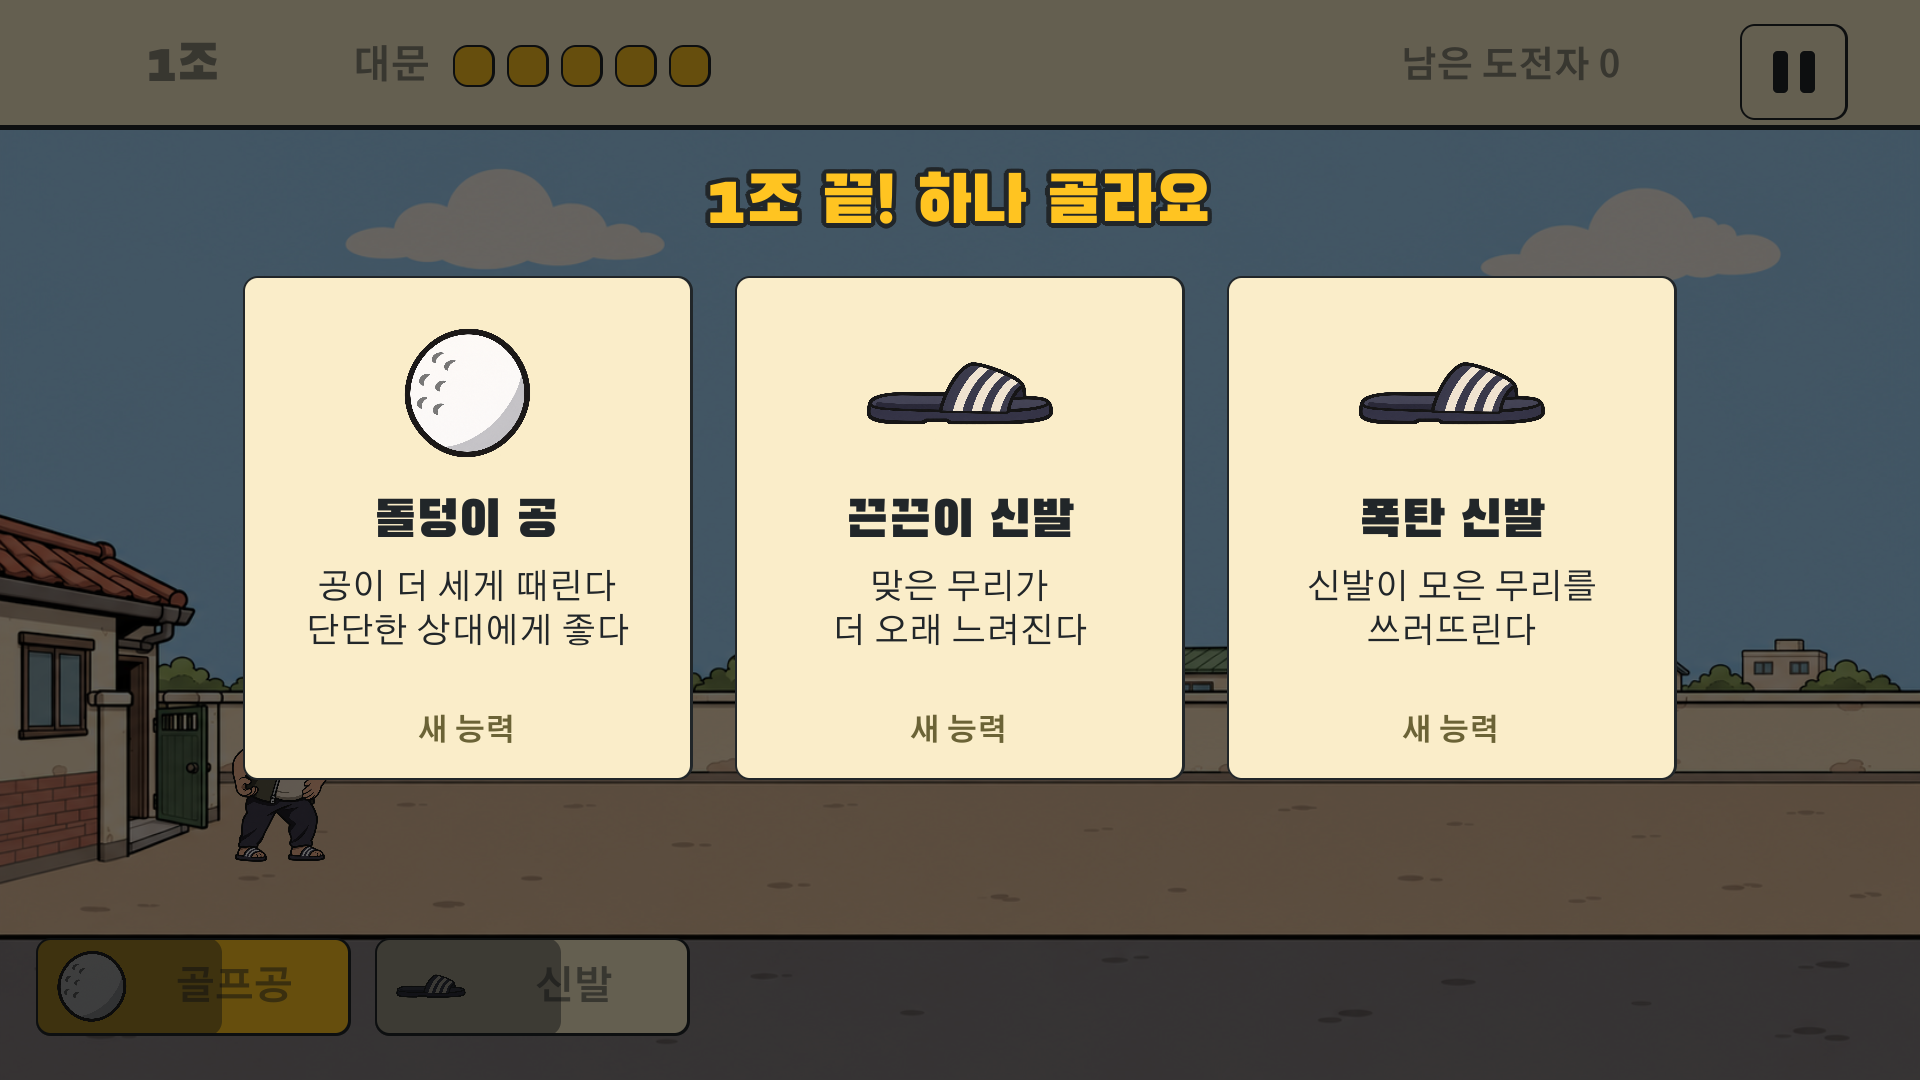 1조
대문
남은 도전자 0
1조 끝! 하나 골라요
돌덩이 공
공이 더 세게 때린다
단단한 상대에게 좋다
새 능력
끈끈이 신발
맞은 무리가
더 오래 느려진다
새 능력
폭탄 신발
신발이 모은 무리를
쓰러뜨린다
새 능력
골프공
신발